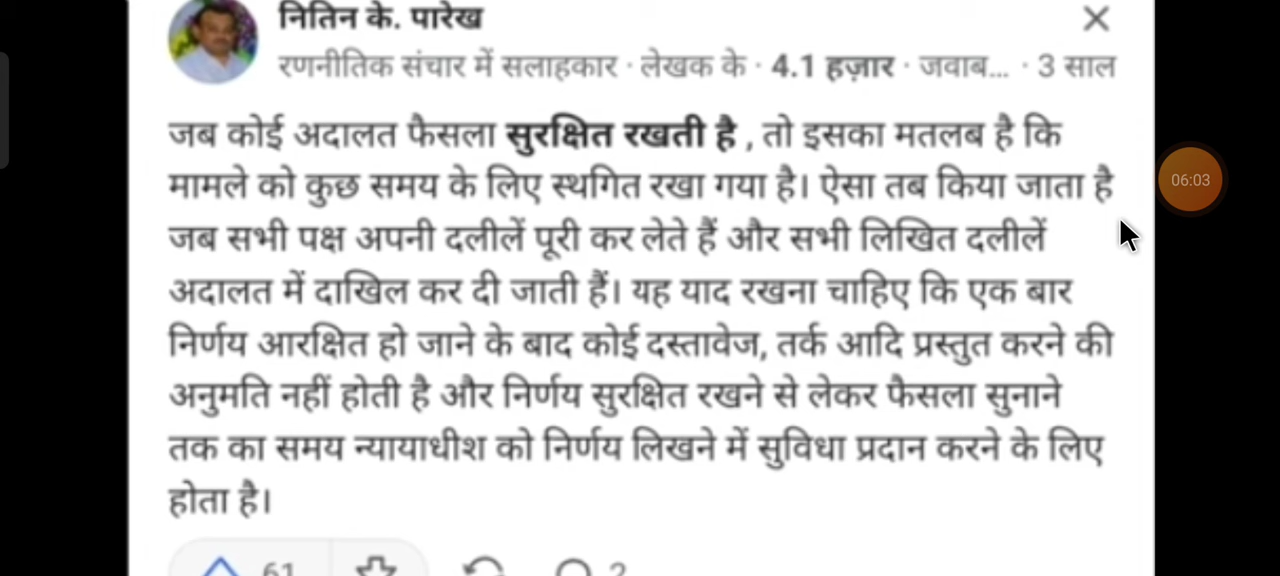 नितिन के. पारेख
रणनीतिक संचार में सलाहकार · लेखक के · 4.1 हज़ार · जवाब... · 3 साल
जब कोई अदालत फैसला सुरक्षित रखती है , तो इसका मतलब है कि
मामले को कुछ समय के लिए स्थगित रखा गया है। ऐसा तब किया जाता है
06:03
जब सभी पक्ष अपनी दलीलें पूरी कर लेते हैं और सभी लिखित दलीलें
अदालत में दाखिल कर दी जाती हैं। यह याद रखना चाहिए कि एक बार
निर्णय आरक्षित हो जाने के बाद कोई दस्तावेज, तर्क आदि प्रस्तुत करने की
अनुमति नहीं होती है और निर्णय सुरक्षित रखने से लेकर फैसला सुनाने
तक का समय न्यायाधीश को निर्णय लिखने में सुविधा प्रदान करने के लिए
होता है।
61 2